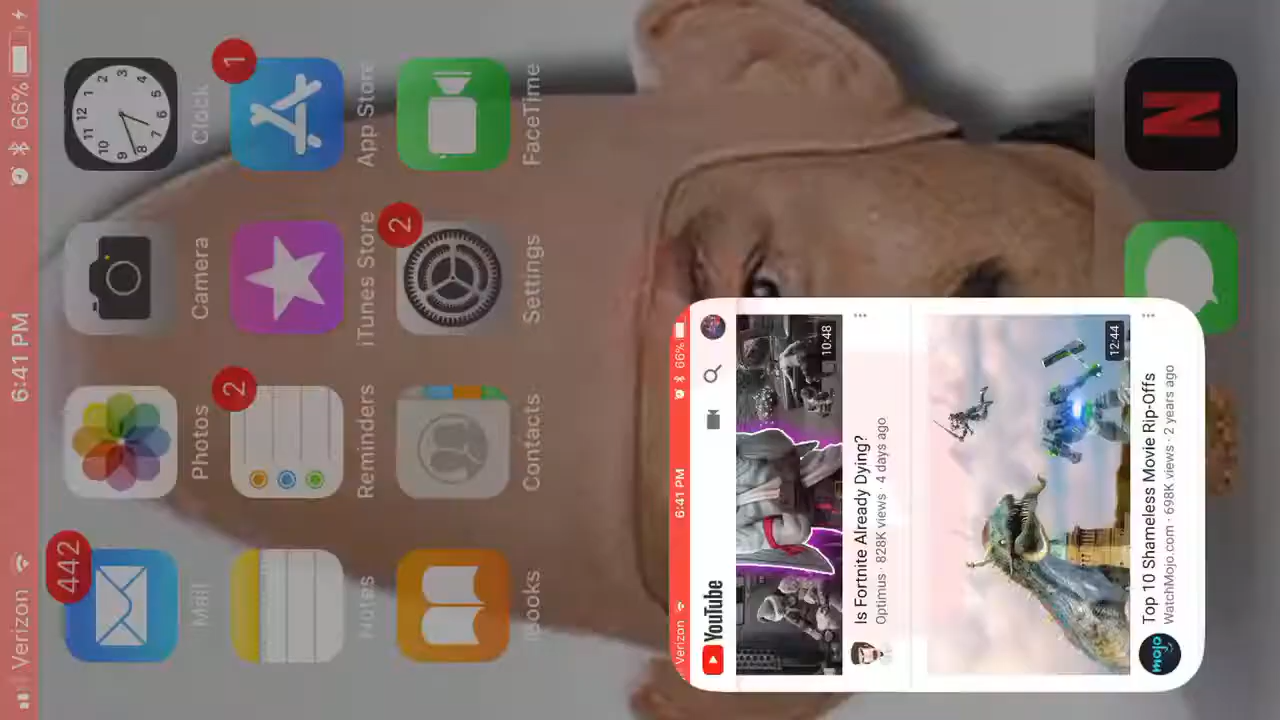 Verizon 6:41 PM 66%
442
Mail Photos Camera Clock
2
1
Notes Reminders iTunes Store App Store
2
Books Contacts Settings FaceTime
Verizon 6:41 PM 66%
YouTube
10:48
Is Fortnite Already Dying?
Optimus · 828K views · 4 days ago
12:44
mojo
Top 10 Shameless Movie Rip-Offs
WatchMojo.com · 698K views · 2 years ago
N